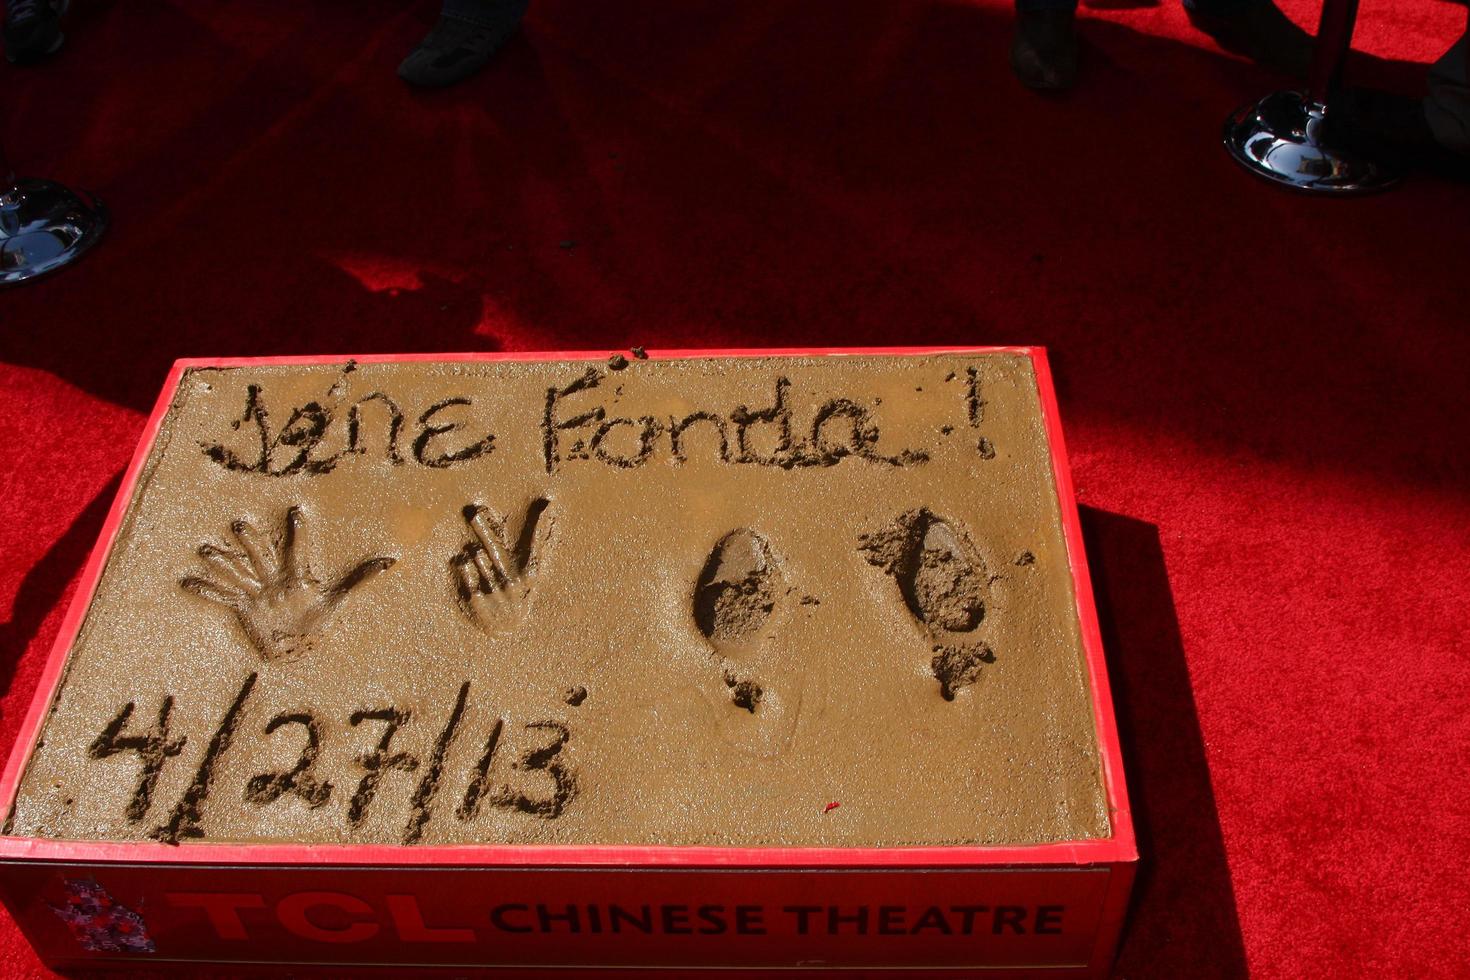 Jane Fonda!
4/27/13
TCL CHINESE THEATRE